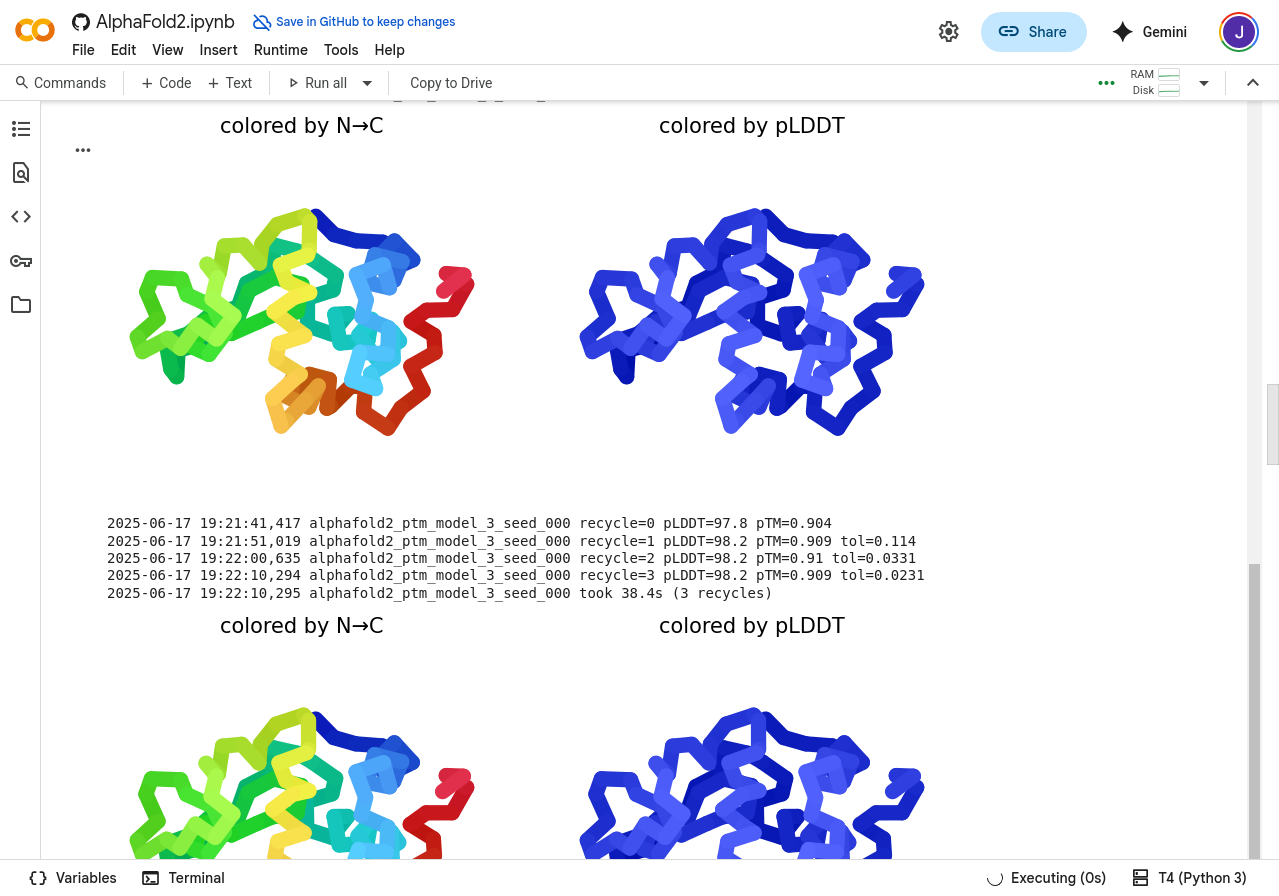 AlphaFold2.ipynb
Save in GitHub to keep changes
File Edit View Insert Runtime Tools Help
Share
Gemini
J
Commands
+ Code
+ Text
Run all
Copy to Drive
RAM
Disk
colored by N→C
colored by pLDDT
2025-06-17 19:21:41,417 alphafold2_ptm_model_3_seed_000 recycle=0 pLDDT=97.8 pTM=0.904
2025-06-17 19:21:51,019 alphafold2_ptm_model_3_seed_000 recycle=1 pLDDT=98.2 pTM=0.909 tol=0.114
2025-06-17 19:22:00,635 alphafold2_ptm_model_3_seed_000 recycle=2 pLDDT=98.2 pTM=0.91 tol=0.0331
2025-06-17 19:22:10,294 alphafold2_ptm_model_3_seed_000 recycle=3 pLDDT=98.2 pTM=0.909 tol=0.0231
2025-06-17 19:22:10,295 alphafold2_ptm_model_3_seed_000 took 38.4s (3 recycles)
colored by N→C
colored by pLDDT
Variables
Terminal
Executing (0s)
T4 (Python 3)